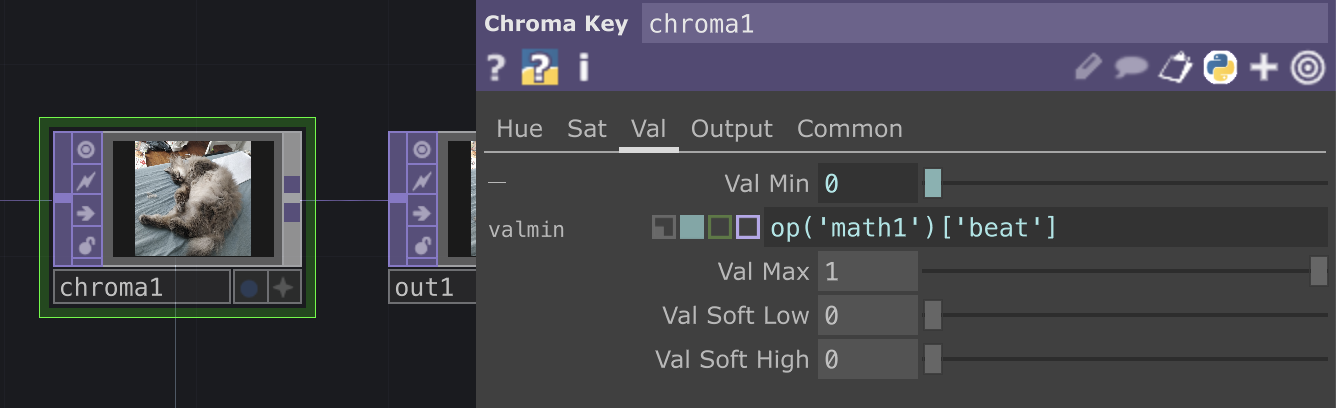 Chroma Key chroma1
? ? i
Hue Sat Val Output Common
Val Min 0
valmin op('math1')['beat']
Val Max 1
Val Soft Low 0
Val Soft High 0
chroma1
out1